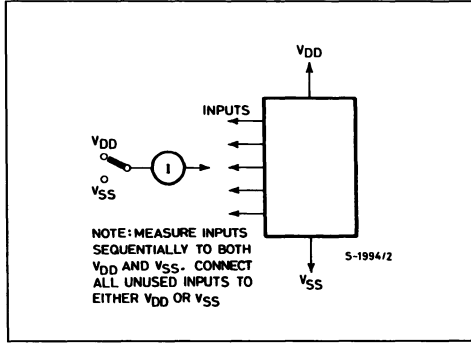 VDD
INPUTS
VDD
I
VSS
NOTE: MEASURE INPUTS
SEQUENTIALLY TO BOTH
VDD AND VSS. CONNECT
ALL UNUSED INPUTS TO
EITHER VDD OR VSS
S-1994/2
VSS